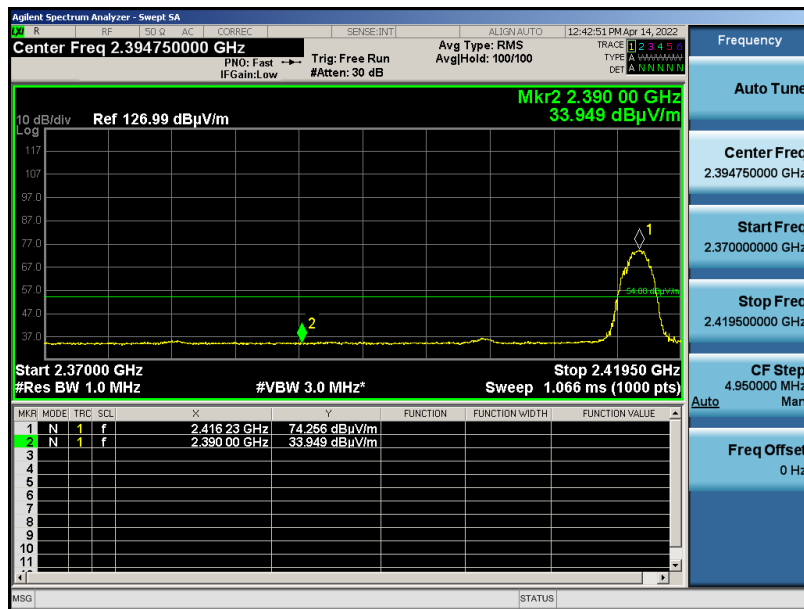 Agilent Spectrum Analyzer - Swept SA
LXI R RF 50 Ω AC CORREC SENSE:INT ALIGNAUTO 12:42:51 PM Apr 14, 2022
Center Freq 2.394750000 GHz
PNO: Fast
IFGain:Low
Trig: Free Run
#Atten: 30 dB
Avg Type: RMS
Avg|Hold: 100/100
TRACE 1 2 3 4 5 6
TYPE A WWWWW
DET A N N N N N
Mkr2 2.390 00 GHz
33.949 dBµV/m
10 dB/div Ref 126.99 dBµV/m
Log
117
107
97.0
87.0
77.0
67.0
57.0
47.0
37.0
1
54.00 dBµV/m
2
Start 2.37000 GHz Stop 2.41950 GHz
#Res BW 1.0 MHz #VBW 3.0 MHz* Sweep 1.066 ms (1000 pts)
MKR MODE TRC SCL X Y FUNCTION FUNCTION WIDTH FUNCTION VALUE
1 N 1 f 2.416 23 GHz 74.256 dBµV/m
2 N 1 f 2.390 00 GHz 33.949 dBµV/m
3
4
5
6
7
8
9
10
11
MSG STATUS
Frequency
Auto Tune
Center Freq
2.394750000 GHz
Start Freq
2.370000000 GHz
Stop Freq
2.419500000 GHz
CF Step
4.950000 MHz
Auto Man
Freq Offset
0 Hz